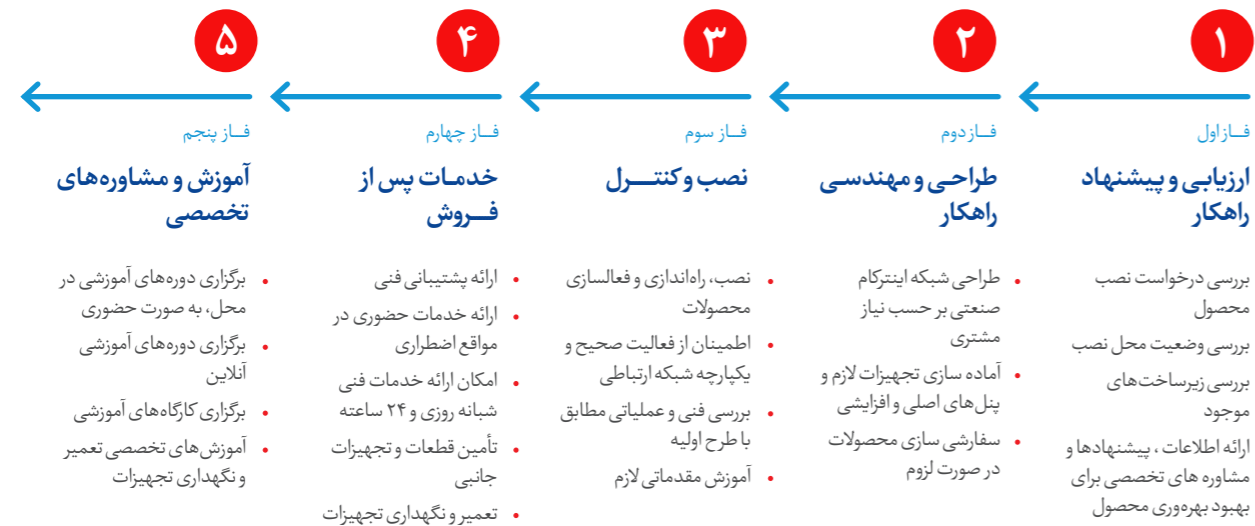 ۱
فاز اول
ارزیابی و پیشنهاد
راهکار
بررسی درخواست نصب
محصول
بررسی وضعیت محل نصب
بررسی زیرساخت‌های
موجود
ارائه اطلاعات ، پیشنهادها و
مشاوره های تخصصی برای
بهبود بهره‌وری محصول
۲
فاز دوم
طراحی و مهندسی
راهکار
• طراحی شبکه اینترکام
صنعتی بر حسب نیاز
مشتری
• آماده سازی تجهیزات لازم و
پنل‌های اصلی و افزایشی
• سفارشی سازی محصولات
در صورت لزوم
۳
فاز سوم
نصب و کنترل
• نصب، راه‌اندازی و فعالسازی
محصولات
• اطمینان از فعالیت صحیح و
یکپارچه شبکه ارتباطی
• بررسی فنی و عملیاتی مطابق
با طرح اولیه
• آموزش مقدماتی لازم
۴
فاز چهارم
خدمات پس از
فروش
• ارائه پشتیبانی فنی
• ارائه خدمات حضوری در
مواقع اضطراری
• امکان ارائه خدمات فنی
شبانه روزی و ۲۴ ساعته
• تأمین قطعات و تجهیزات
جانبی
• تعمیر و نگهداری تجهیزات
۵
فاز پنجم
آموزش و مشاوره‌های
تخصصی
• برگزاری دوره‌های آموزشی در
محل، به صورت حضوری
• برگزاری دوره‌های آموزشی
آنلاین
• برگزاری کارگاه‌های آموزشی
• آموزش‌های تخصصی تعمیر
و نگهداری تجهیزات